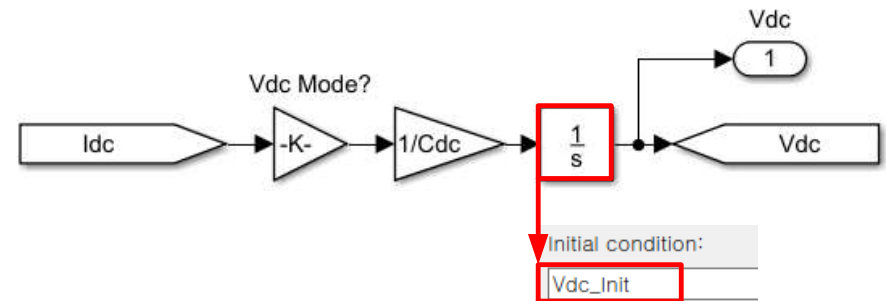 Vdc
1
Vdc Mode?
Idc
-K-
1/Cdc
1
s
Vdc
Initial condition:
Vdc_Init